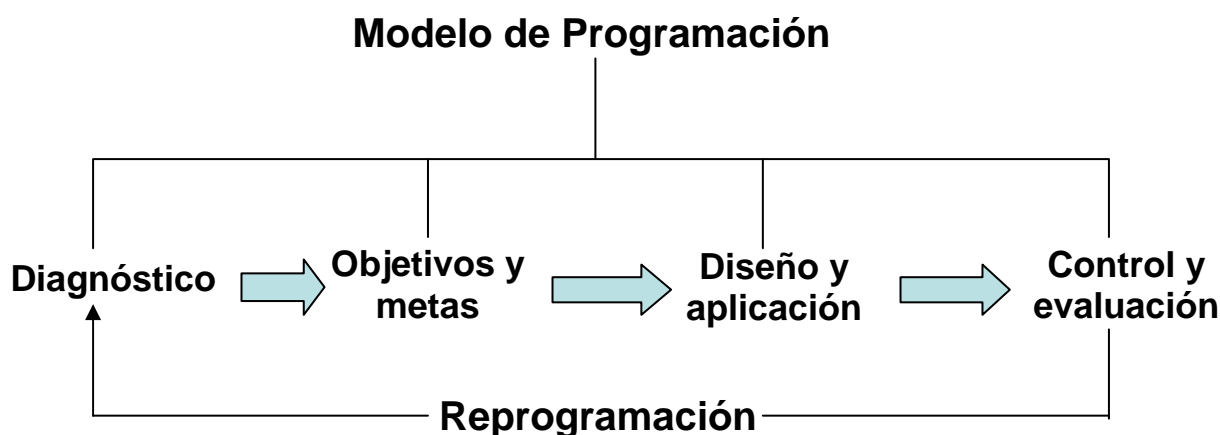 Modelo de Programación
Diagnóstico
Objetivos y
metas
Diseño y
aplicación
Control y
evaluación
Reprogramación